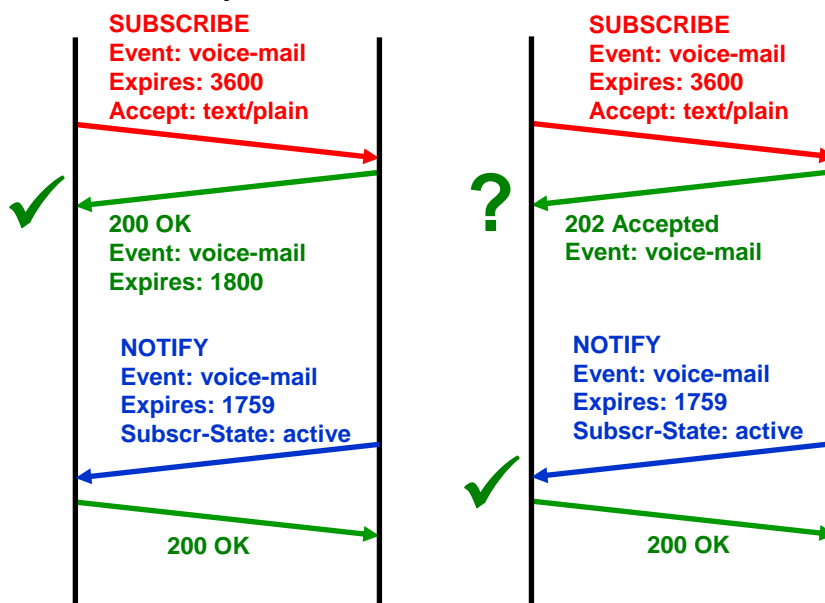 SUBSCRIBE
Event: voice-mail
Expires: 3600
Accept: text/plain
200 OK
Event: voice-mail
Expires: 1800
NOTIFY
Event: voice-mail
Expires: 1759
Subscr-State: active
200 OK
SUBSCRIBE
Event: voice-mail
Expires: 3600
Accept: text/plain
?
202 Accepted
Event: voice-mail
NOTIFY
Event: voice-mail
Expires: 1759
Subscr-State: active
200 OK